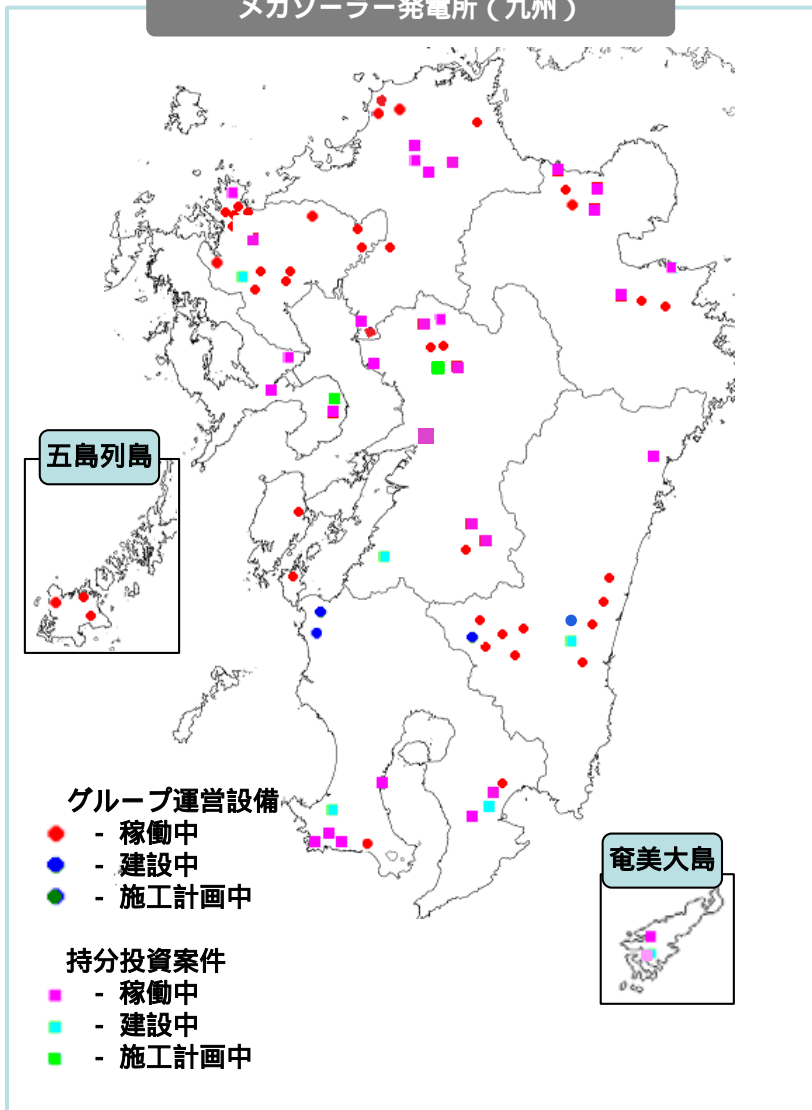 メガソーラー発電所（九州）
五島列島
グループ運営設備
- 稼働中
- 建設中
- 施工計画中
持分投資案件
- 稼働中
- 建設中
- 施工計画中
奄美大島